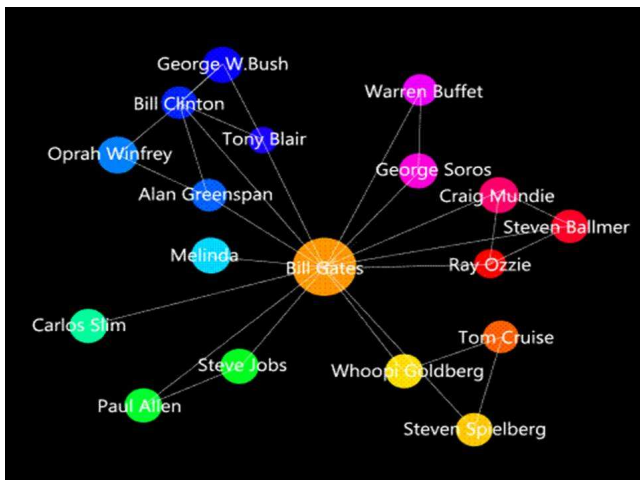 George W.Bush
Warren Buffet
Bill Clinton
Tony Blair
Oprah Winfrey
George Soros
Alan Greenspan
Craig Mundie
Steven Ballmer
Melinda
Bill Gates
Ray Ozzie
Carlos Slim
Tom Cruise
Steve Jobs
Whoopi Goldberg
Paul Allen
Steven Spielberg